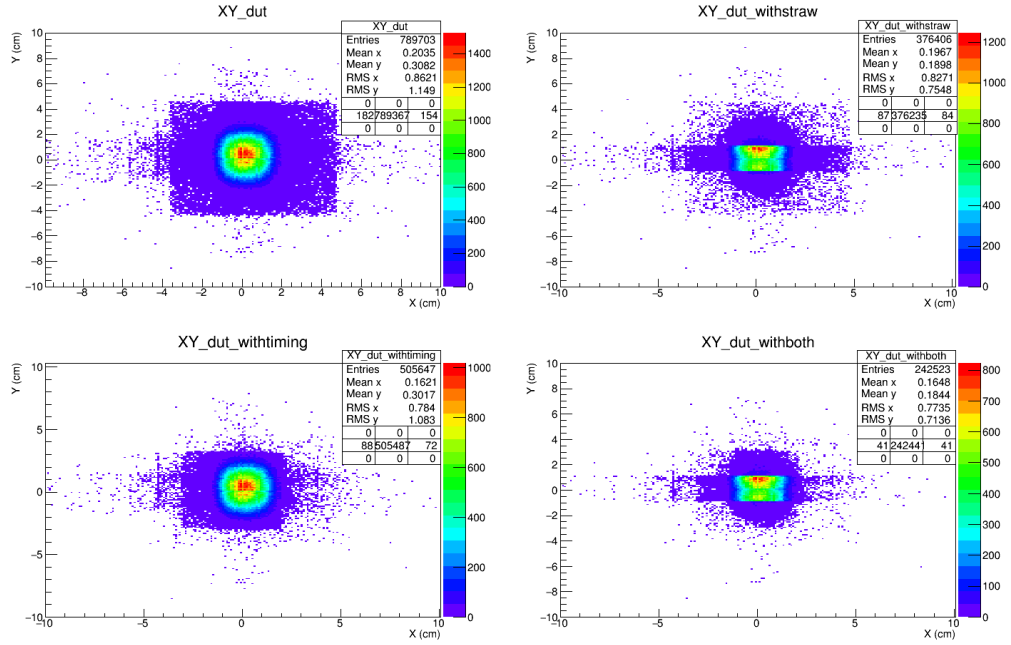 XY_dut
XY_dut
Entries 789703
Mean x 0.2035
Mean y 0.3082
RMS x 0.8621
RMS y 1.149
0 0 0
182 789367 154
0 0 0
Y (cm)
10
8
6
4
2
0
−2
−4
−6
−8
−10
−8 −6 −4 −2 0 2 4 6 8 10
X (cm)
1400
1200
1000
800
600
400
200
0
XY_dut_withstraw
XY_dut_withstraw
Entries 376406
Mean x 0.1967
Mean y 0.1898
RMS x 0.8271
RMS y 0.7548
0 0 0
87 376235 84
0 0 0
Y (cm)
10
8
6
4
2
0
−2
−4
−6
−8
−10
−10 −5 0 5 10
X (cm)
1200
1000
800
600
400
200
0
XY_dut_withtiming
XY_dut_withtiming
Entries 505647
Mean x 0.1621
Mean y 0.3017
RMS x 0.784
RMS y 1.083
0 0 0
88 505487 72
0 0 0
Y (cm)
10
5
0
−5
−10
−10 −5 0 5 10
X (cm)
1000
800
600
400
200
0
XY_dut_withboth
XY_dut_withboth
Entries 242523
Mean x 0.1648
Mean y 0.1844
RMS x 0.7735
RMS y 0.7136
0 0 0
41 242441 41
0 0 0
Y (cm)
10
8
6
4
2
0
−2
−4
−6
−8
−10
−10 −5 0 5 10
X (cm)
800
700
600
500
400
300
200
100
0